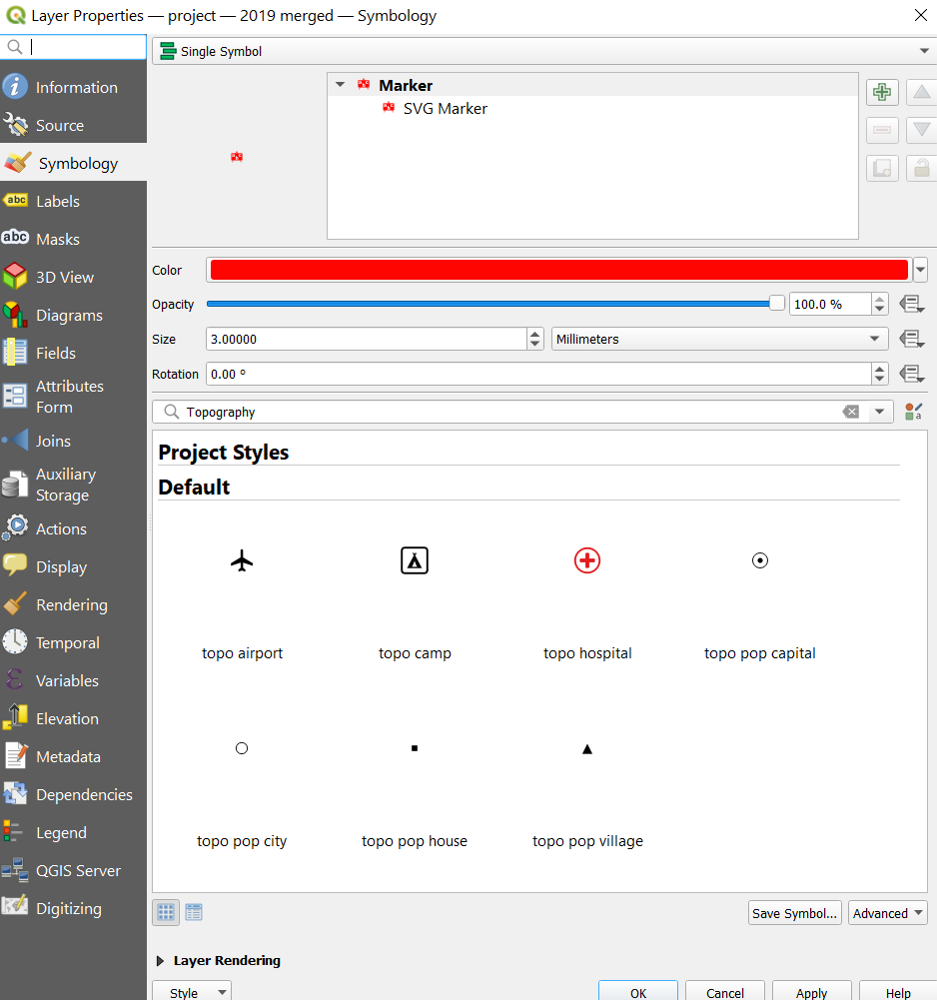 Layer Properties — project — 2019 merged — Symbology
Single Symbol
Information
Source
Symbology
abc Labels
abc Masks
3D View
Diagrams
Fields
Attributes
Form
Joins
Auxiliary
Storage
Actions
Display
Rendering
Temporal
Variables
Elevation
Metadata
Dependencies
Legend
QGIS Server
Digitizing
Marker
SVG Marker
Color
Opacity 100.0 %
Size 3.00000 Millimeters
Rotation 0.00 °
Topography
Project Styles
Default
topo airport topo camp topo hospital topo pop capital
topo pop city topo pop house topo pop village
Save Symbol... Advanced
Layer Rendering
Style OK Cancel Apply Help